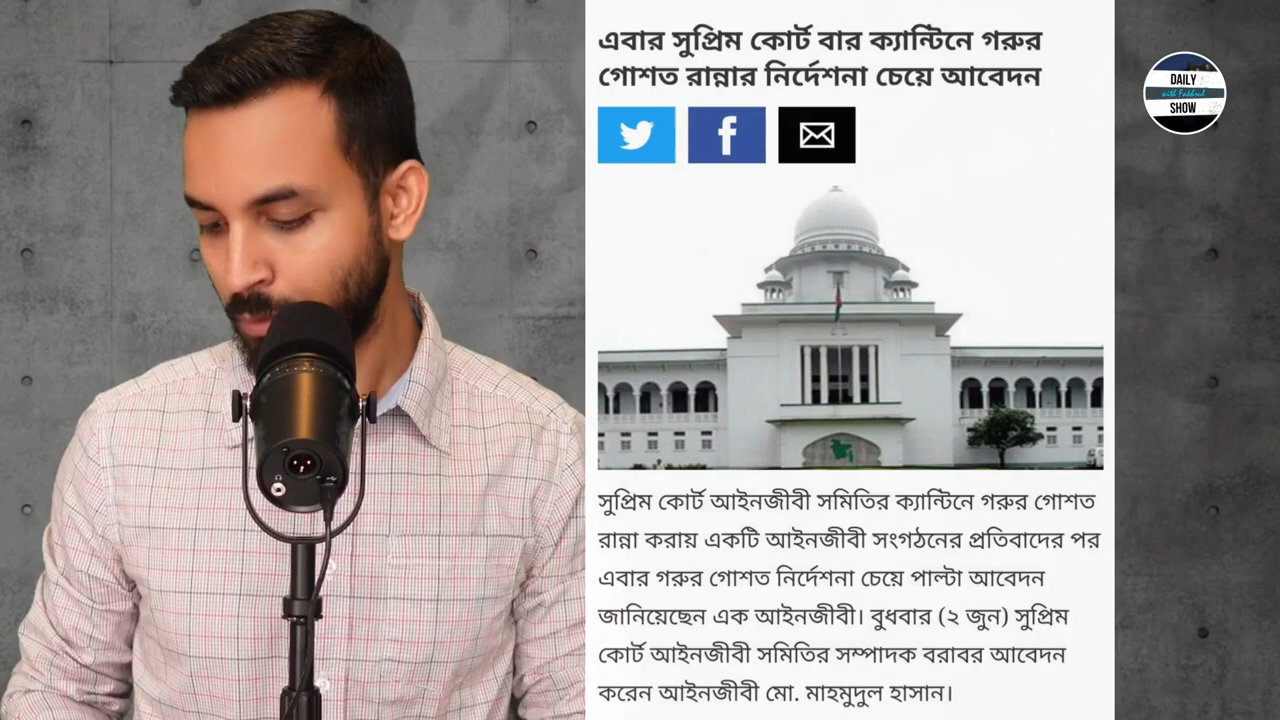 এবার সুপ্রিম কোর্ট বার ক্যান্টিনে গরুর
গোশত রান্নার নির্দেশনা চেয়ে আবেদন
সুপ্রিম কোর্ট আইনজীবী সমিতির ক্যান্টিনে গরুর গোশত
রান্না করায় একটি আইনজীবী সংগঠনের প্রতিবাদের পর
এবার গরুর গোশত নির্দেশনা চেয়ে পাল্টা আবেদন
জানিয়েছেন এক আইনজীবী। বুধবার (২ জুন) সুপ্রিম
কোর্ট আইনজীবী সমিতির সম্পাদক বরাবর আবেদন
করেন আইনজীবী মো. মাহমুদুল হাসান।
DAILY
with Fakhrul
SHOW